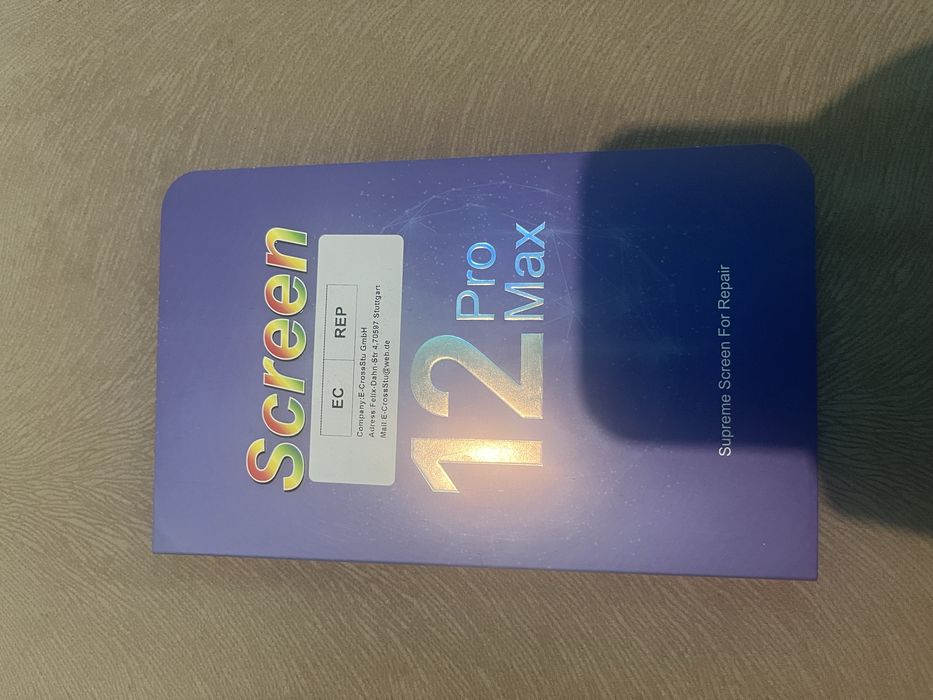 Screen
EC REP
Company:E-CrossStu GmbH
Adress:Felix-Dahn-Str 4,70597 Stuttgart
Mail:E-CrossStu@web.de
12 Pro
Max
Supreme Screen For Repair